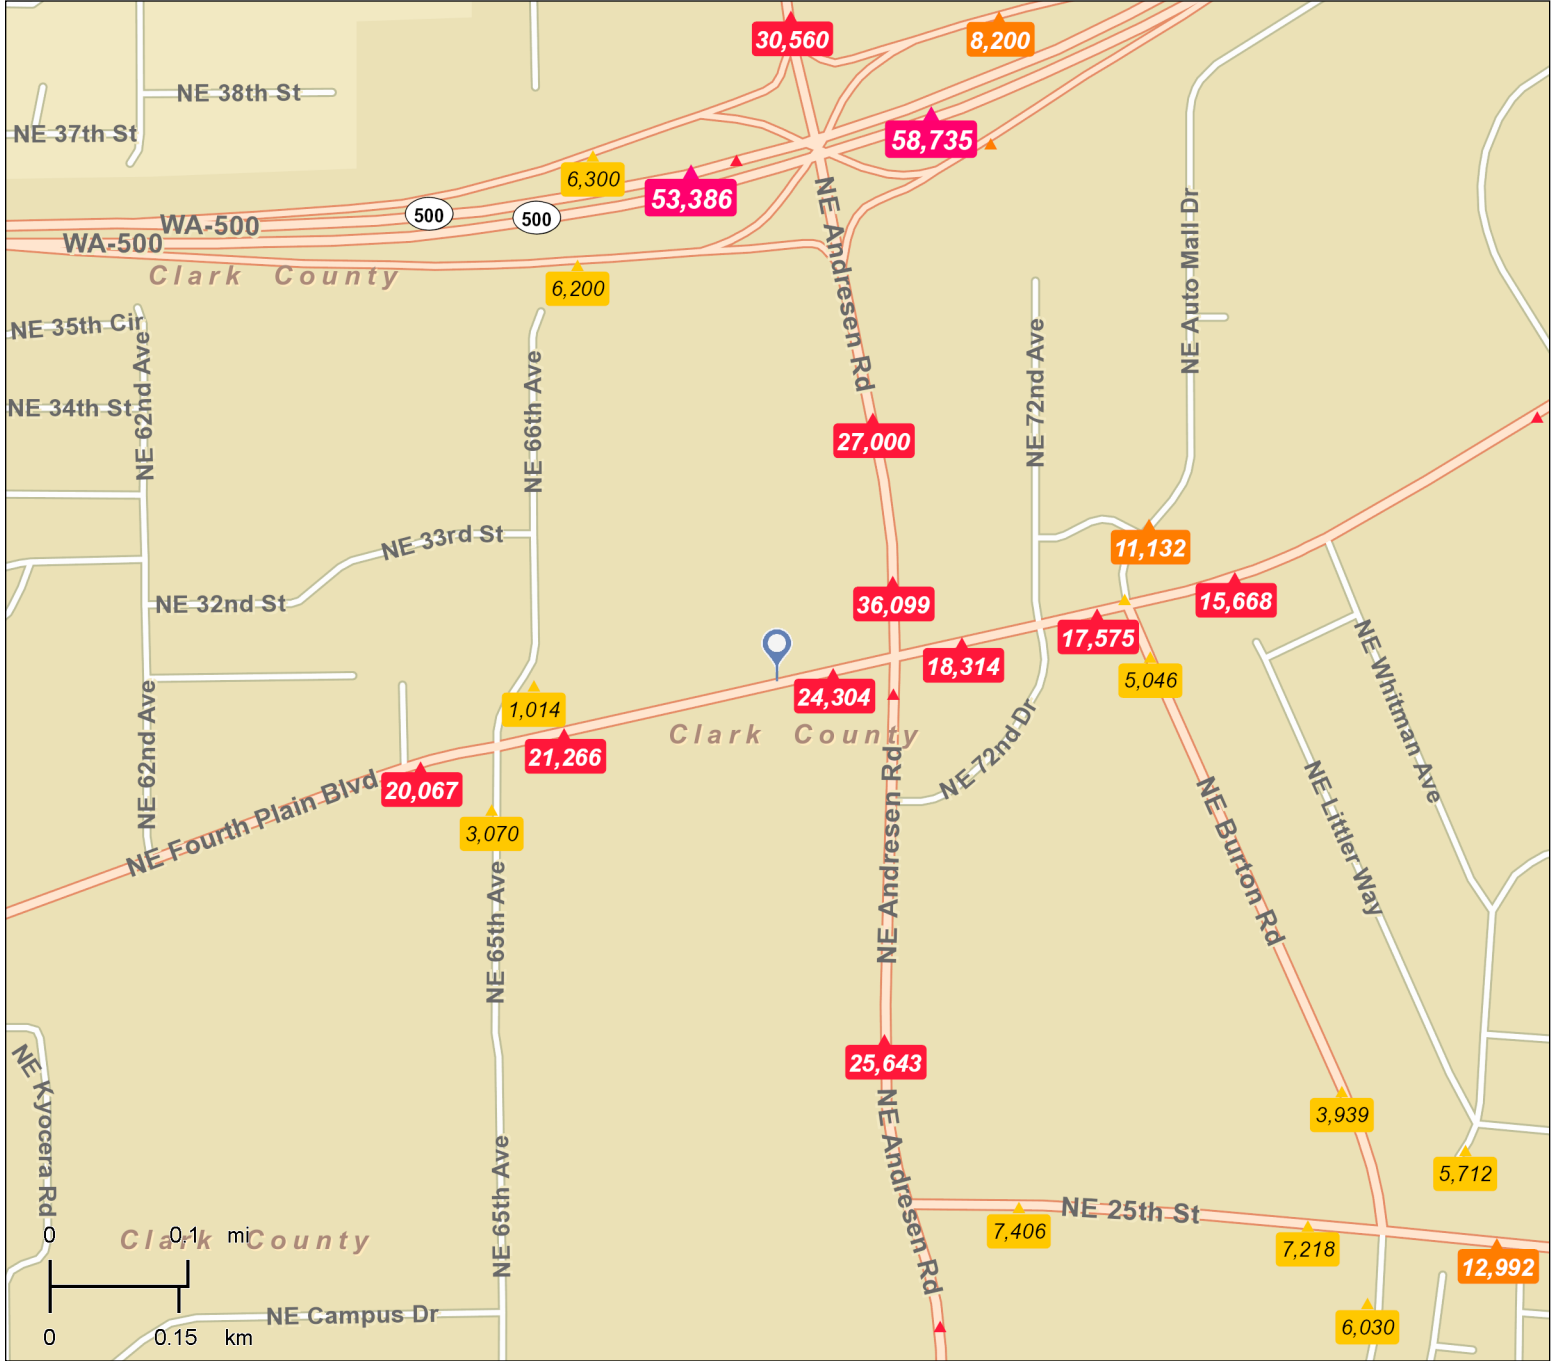 30,560
8,200
NE 38th St
NE 37th St
58,735
6,300
53,386
500
500
WA-500
WA-500
Clark County
6,200
NE Andresen Rd
NE Auto Mall Dr
NE 35th Cir
NE 62nd Ave
NE 34th St
NE 66th Ave
NE 72nd Ave
27,000
NE 33rd St
11,132
NE 32nd St
36,099
15,668
17,575
18,314
5,046
24,304
1,014
Clark County
21,266
20,067
NE 62nd Ave
NE Fourth Plain Blvd
3,070
NE 72nd Dr
NE Whitman Ave
NE Littler Way
NE Burton Rd
NE Andresen Rd
NE 65th Ave
25,643
NE Kyocera Rd
3,939
5,712
NE Andresen Rd
NE 65th Ave
NE 25th St
7,406
7,218
12,992
Clark County
0 0.1 mi
0 0.15 km
NE Campus Dr
6,030